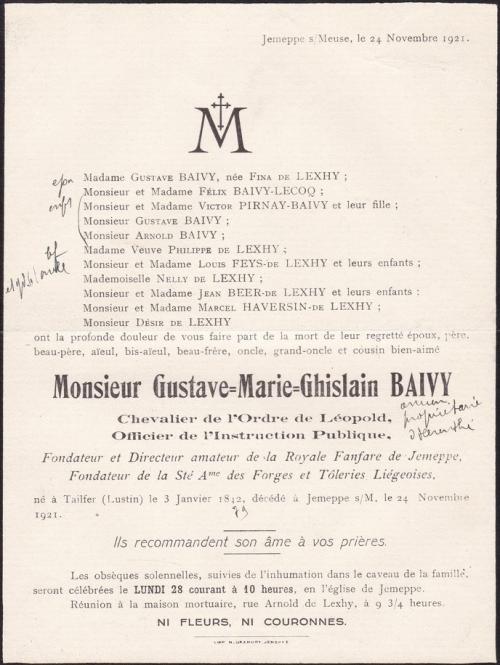 Jemeppe s/Meuse, le 24 Novembre 1921.
M
Madame GUSTAVE BAIVY, née FINA DE LEXHY ;
Monsieur et Madame FÉLIX BAIVY-LECOQ ;
Monsieur et Madame VICTOR PIRNAY-BAIVY et leur fille ;
Monsieur GUSTAVE BAIVY ;
Monsieur ARNOLD BAIVY ;
Madame Veuve PHILIPPE DE LEXHY ;
Monsieur et Madame LOUIS FEYS-DE LEXHY et leurs enfants ;
Mademoiselle NELLY DE LEXHY ;
Monsieur et Madame JEAN BEER-DE LEXHY et leurs enfants :
Monsieur et Madame MARCEL HAVERSIN-DE LEXHY ;
Monsieur DÉSIR DE LEXHY
ont la profonde douleur de vous faire part de la mort de leur regretté époux, père,
beau-père, aïeul, bis-aïeul, beau-frère, oncle, grand-oncle et cousin bien-aimé
Monsieur Gustave=Marie=Ghislain BAIVY
ancien
propriétaire
Chevalier de l'Ordre de Léopold,
Officier de l'Instruction Publique,
Fondateur et Directeur amateur de la Royale Fanfare de Jemeppe,
Fondateur de la Sté Ame des Forges et Tôleries Liégeoises,
né à Tailfer (Lustin) le 3 Janvier 1842, décédé à Jemeppe s/M. le 24 Novembre
1921.
79
Ils recommandent son âme à vos prières.
Les obsèques solennelles, suivies de l'inhumation dans le caveau de la famille,
seront célébrées le LUNDI 28 courant à 10 heures, en l'église de Jemeppe.
Réunion à la maison mortuaire, rue Arnold de Lexhy, à 9 3/4 heures.
NI FLEURS, NI COURONNES.